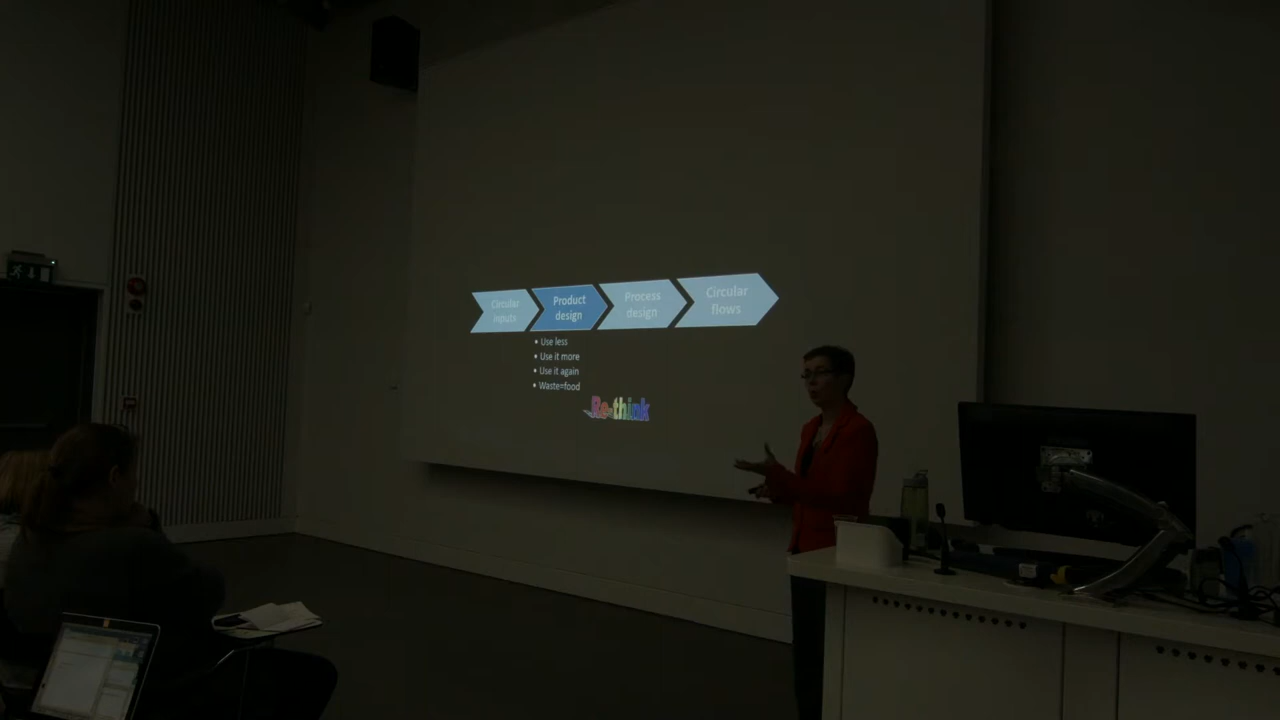 Circular
inputs
Product
design
Process
design
Circular
flows
• Use less
• Use it more
• Use it again
• Waste=food
Re-think